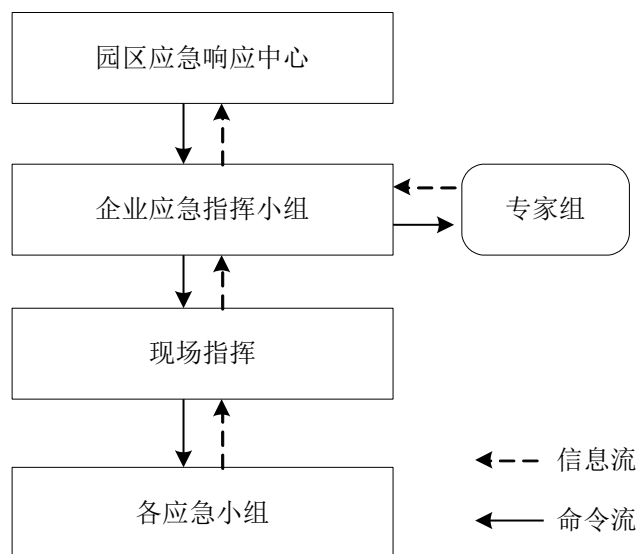 园区应急响应中心
企业应急指挥小组
专家组
现场指挥
各应急小组
信息流
命令流